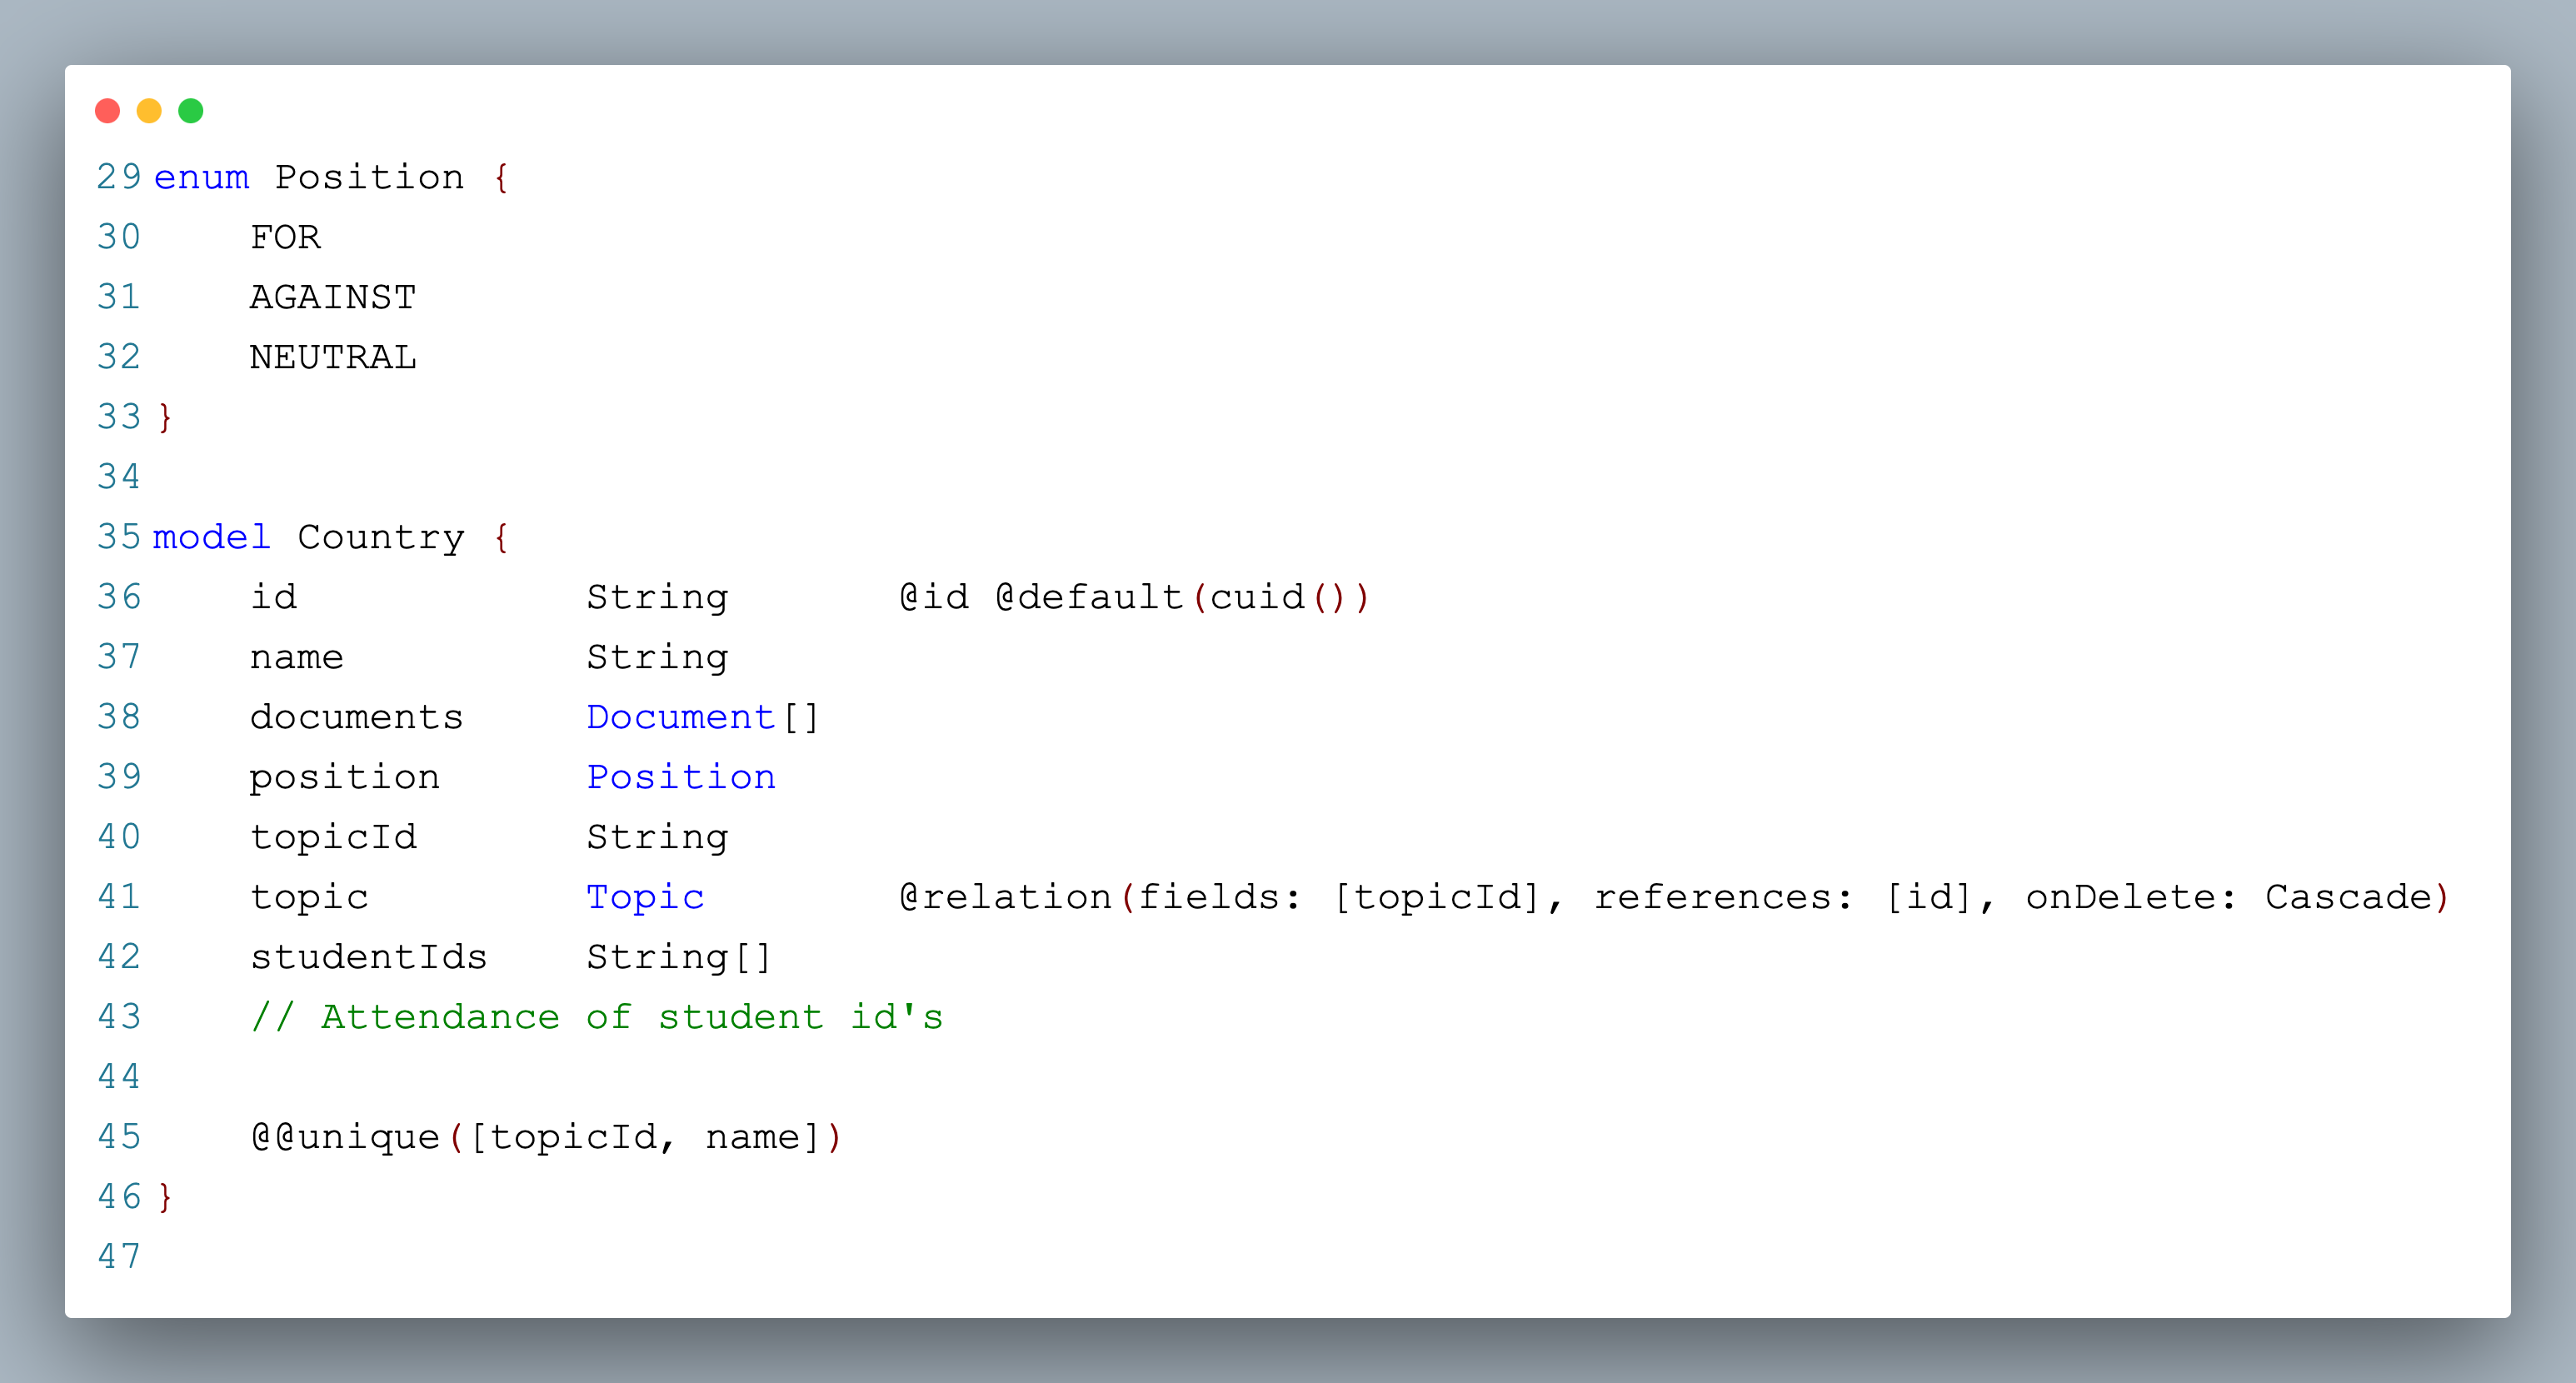 29 enum Position {
30     FOR
31     AGAINST
32     NEUTRAL
33 }
34
35 model Country {
36     id            String       @id @default(cuid())
37     name          String
38     documents     Document[]
39     position      Position
40     topicId       String
41     topic         Topic        @relation(fields: [topicId], references: [id], onDelete: Cascade)
42     studentIds    String[]
43     // Attendance of student id's
44
45     @@unique([topicId, name])
46 }
47